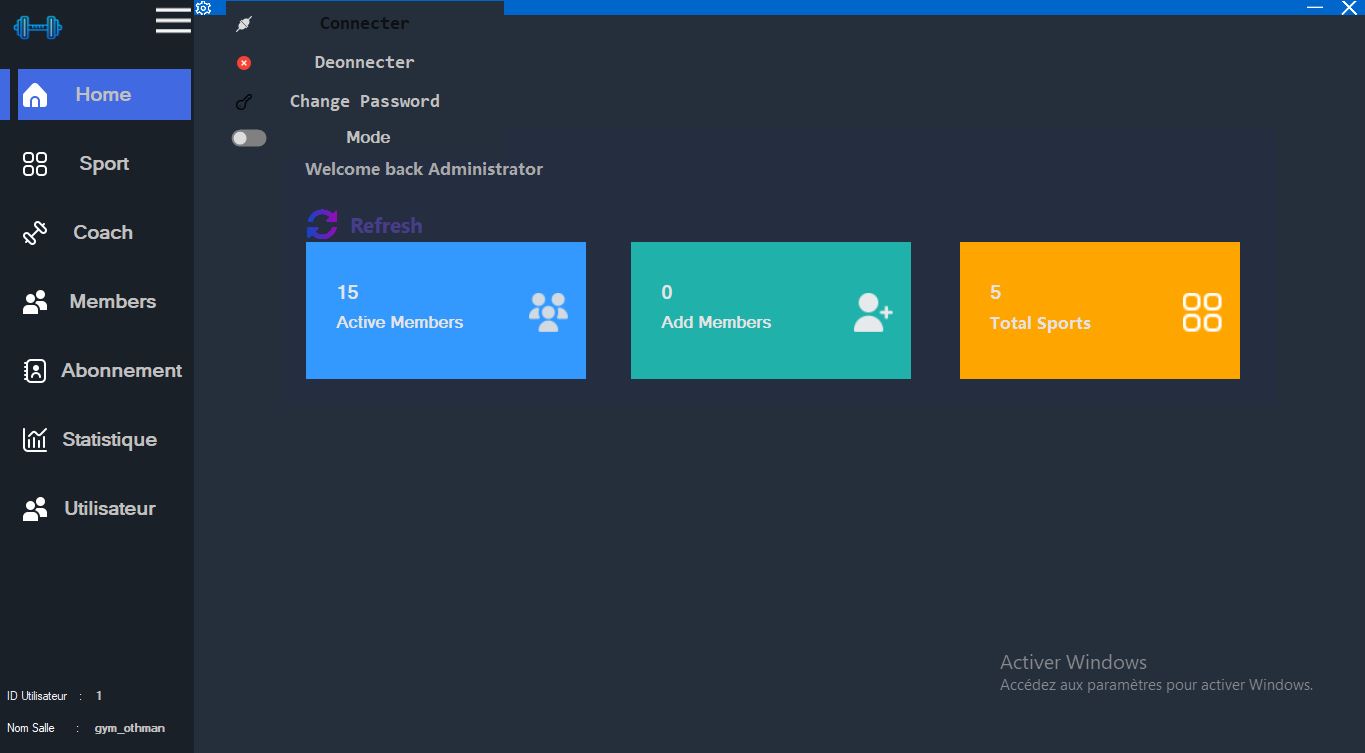 Connecter
Deonnecter
Change Password
Mode
Home
Sport
Coach
Members
Abonnement
Statistique
Utilisateur
ID Utilisateur : 1
Nom Salle : gym_othman
Welcome back Administrator
Refresh
15
Active Members
0
Add Members
5
Total Sports
Activer Windows
Accédez aux paramètres pour activer Windows.